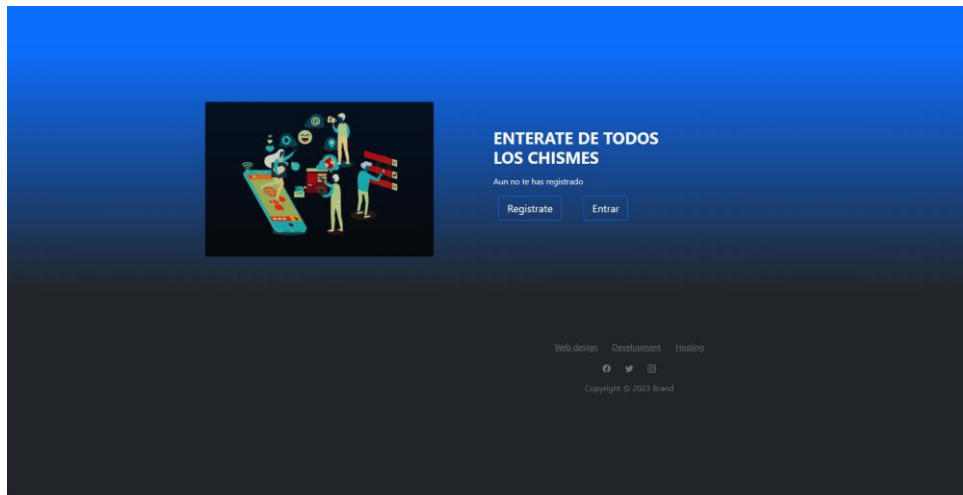 ENTERATE DE TODOS
LOS CHISMES
Aun no te has registrado
Registrate Entrar
Web design Development Hosting
Copyright © 2023 Brand